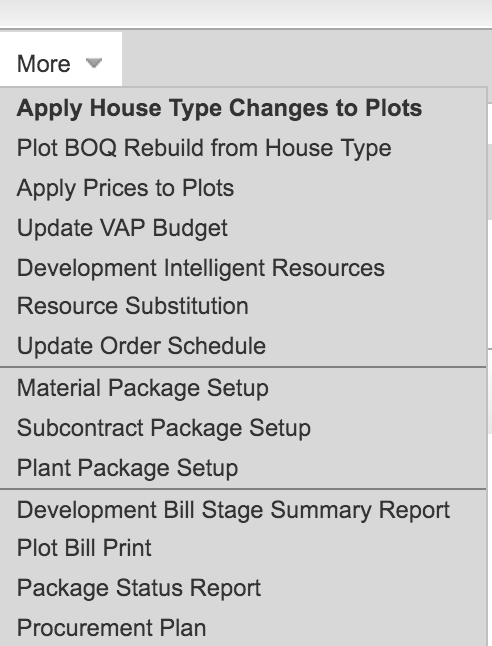 More
Apply House Type Changes to Plots
Plot BOQ Rebuild from House Type
Apply Prices to Plots
Update VAP Budget
Development Intelligent Resources
Resource Substitution
Update Order Schedule
Material Package Setup
Subcontract Package Setup
Plant Package Setup
Development Bill Stage Summary Report
Plot Bill Print
Package Status Report
Procurement Plan